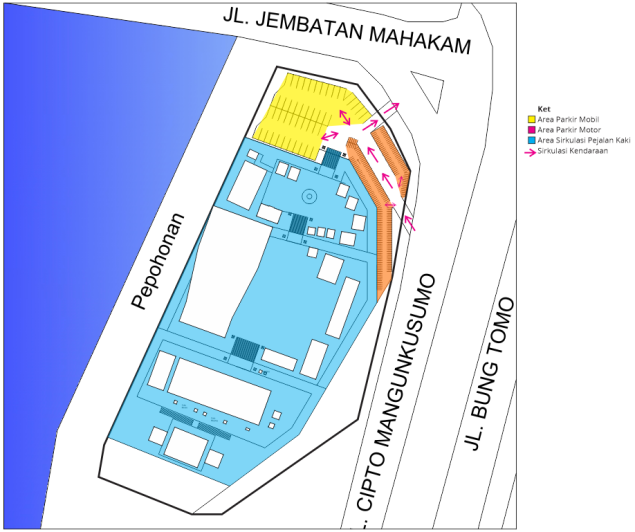 JL. JEMBATAN MAHAKAM
Ket
Area Parkir Mobil
Area Parkir Motor
Area Sirkulasi Pejalan Kaki
Sirkulasi Kendaraan
Pepohonan
L. CIPTO MANGUNKUSUMO
JL. BUNG TOMO